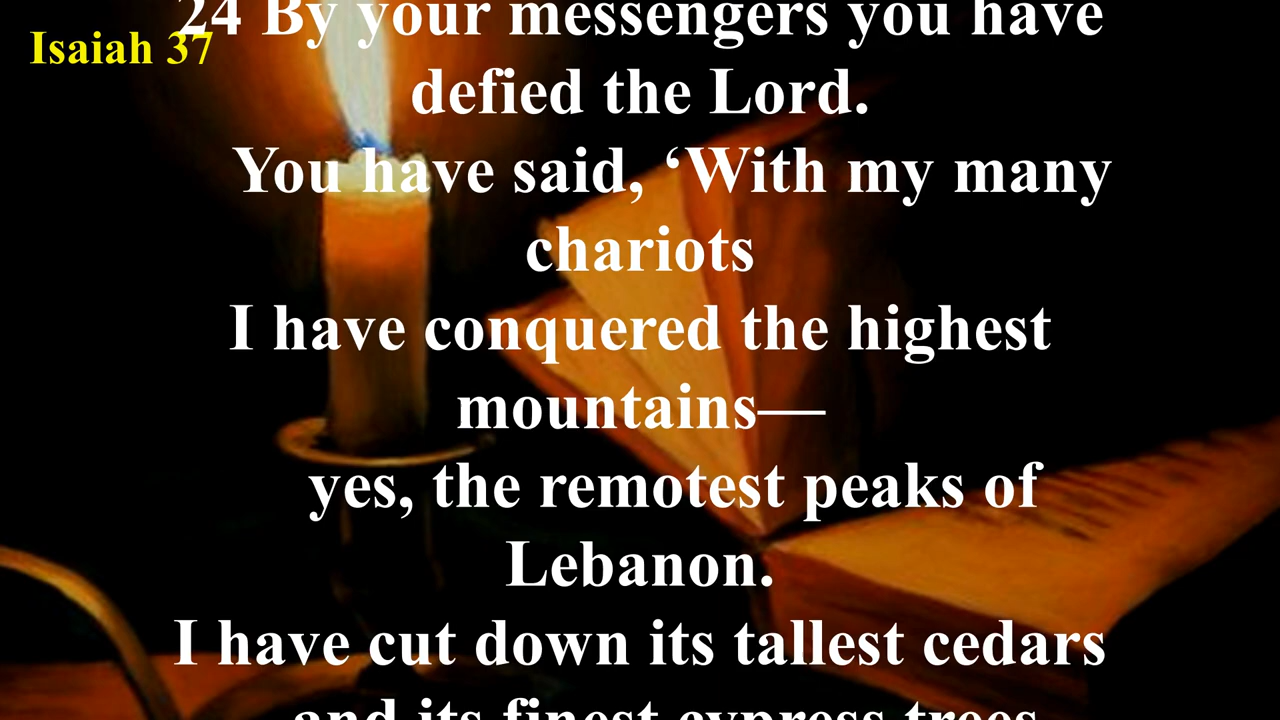 Isaiah 37
24 By your messengers you have
defied the Lord.
You have said, ‘With my many
chariots
I have conquered the highest
mountains—
yes, the remotest peaks of
Lebanon.
I have cut down its tallest cedars
and its finest cypress trees